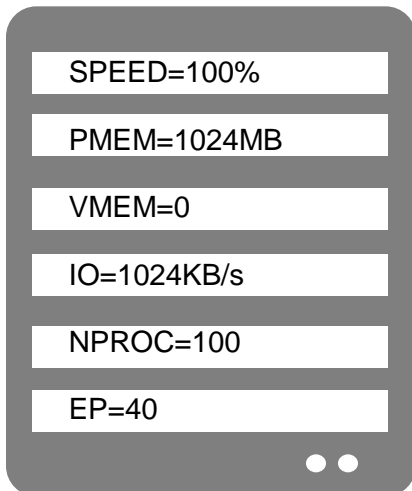 SPEED=100%
PMEM=1024MB
VMEM=0
IO=1024KB/s
NPROC=100
EP=40